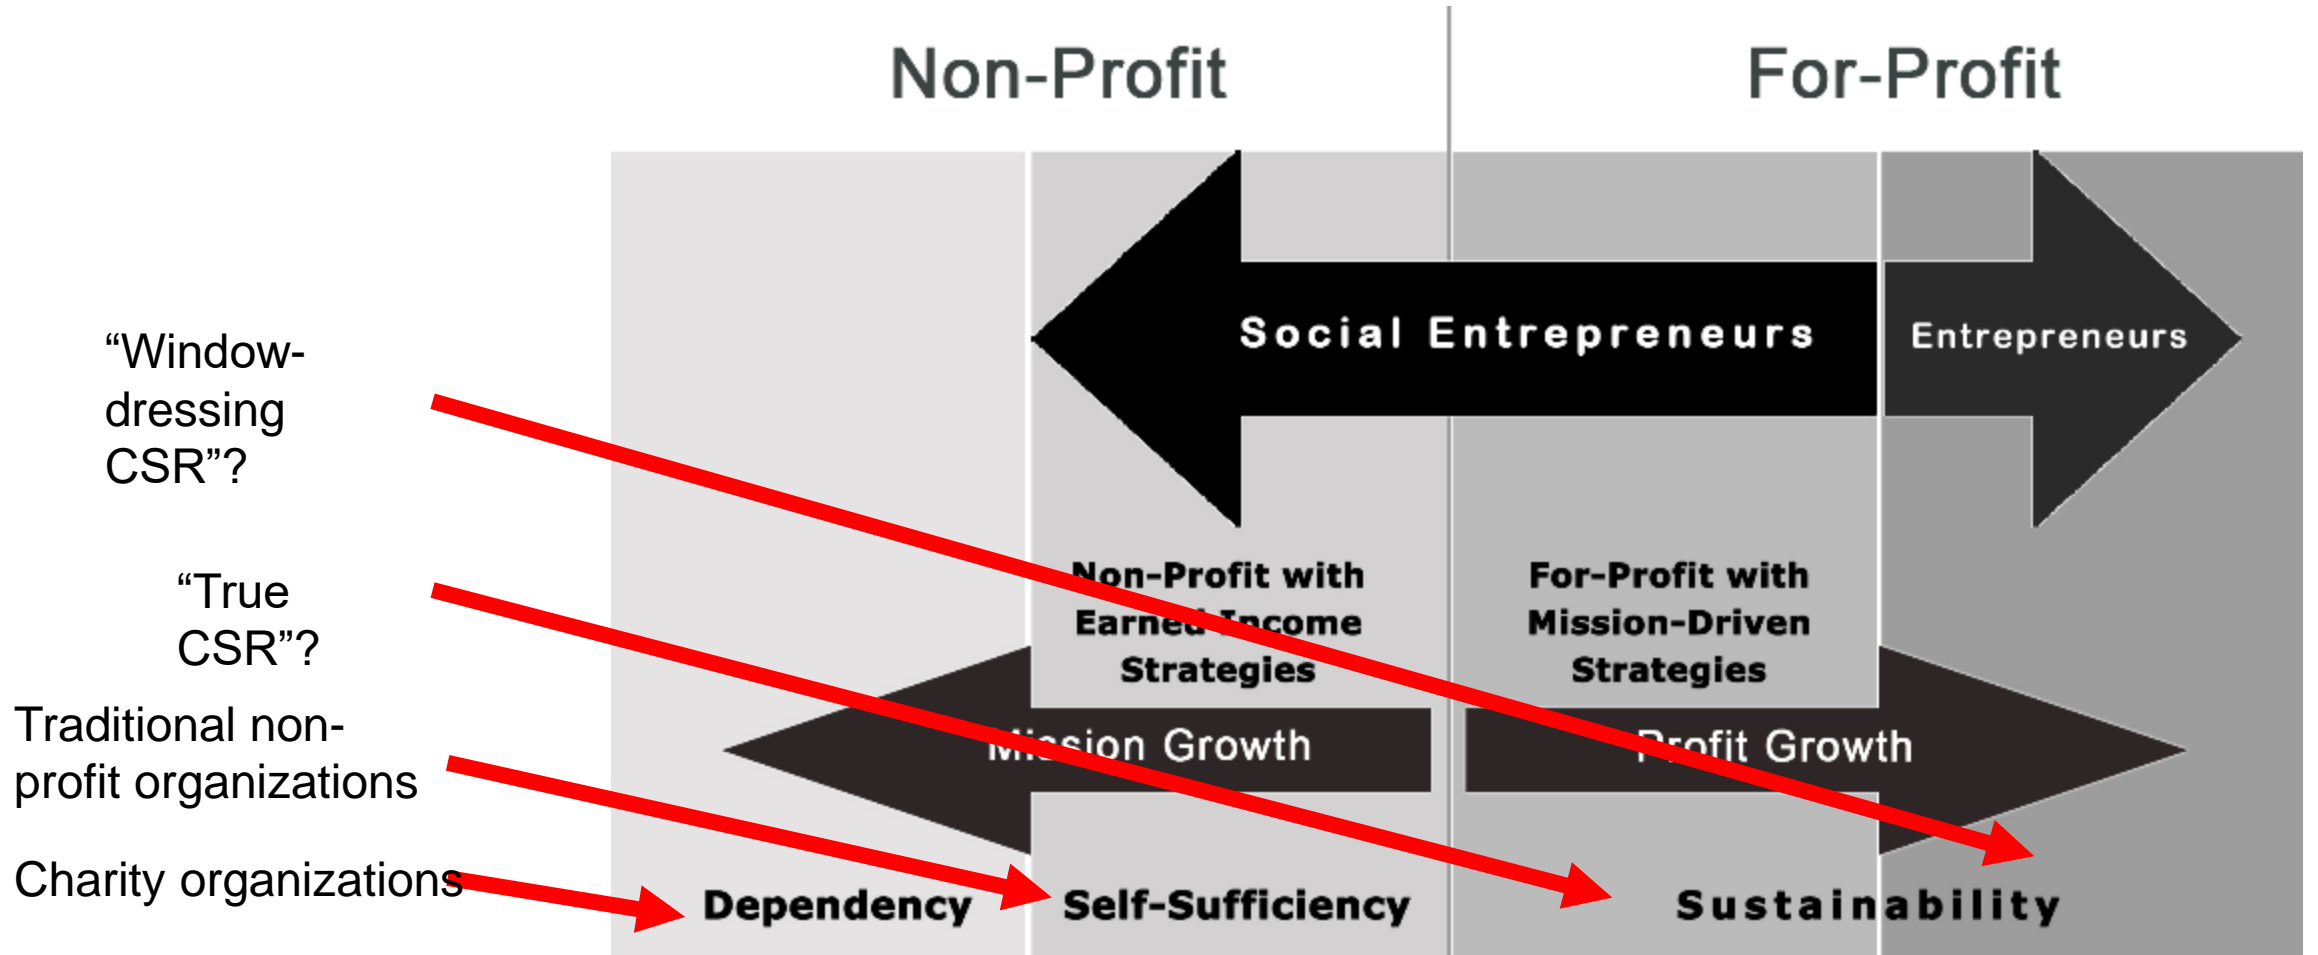 Non-Profit
For-Profit
Social Entrepreneurs
Entrepreneurs
“Window-
dressing
CSR”?
“True
CSR”?
Traditional non-
profit organizations
Charity organizations
Non-Profit with
Earned Income
Strategies
For-Profit with
Mission-Driven
Strategies
Mission Growth
Profit Growth
Dependency
Self-Sufficiency
Sustainability